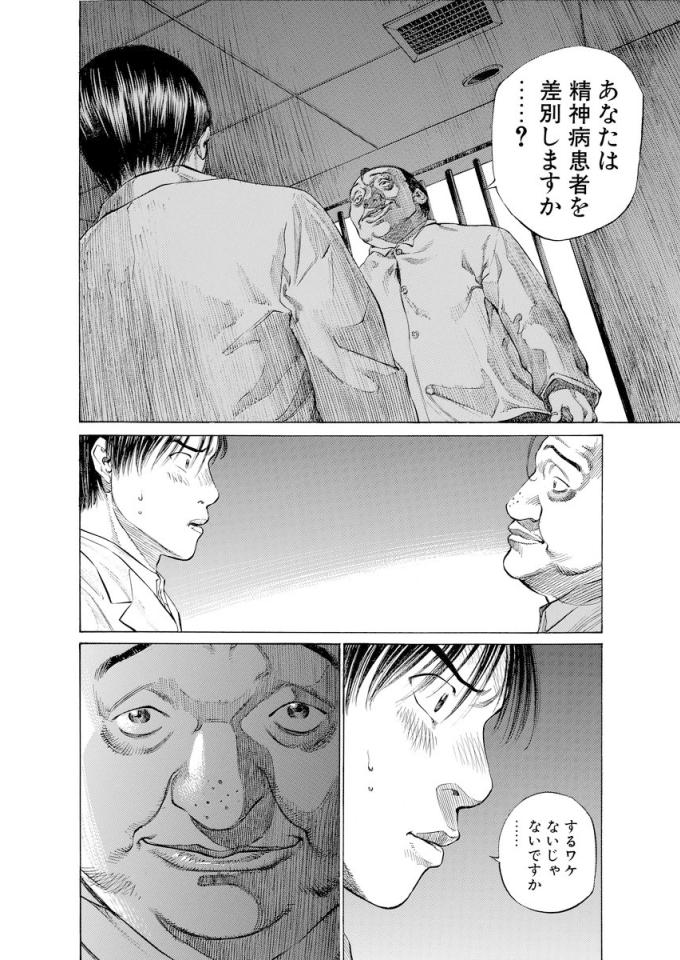 あなたは
精神病患者を
差別しますか
……？
するワケ
ないじゃ
ないですか
……